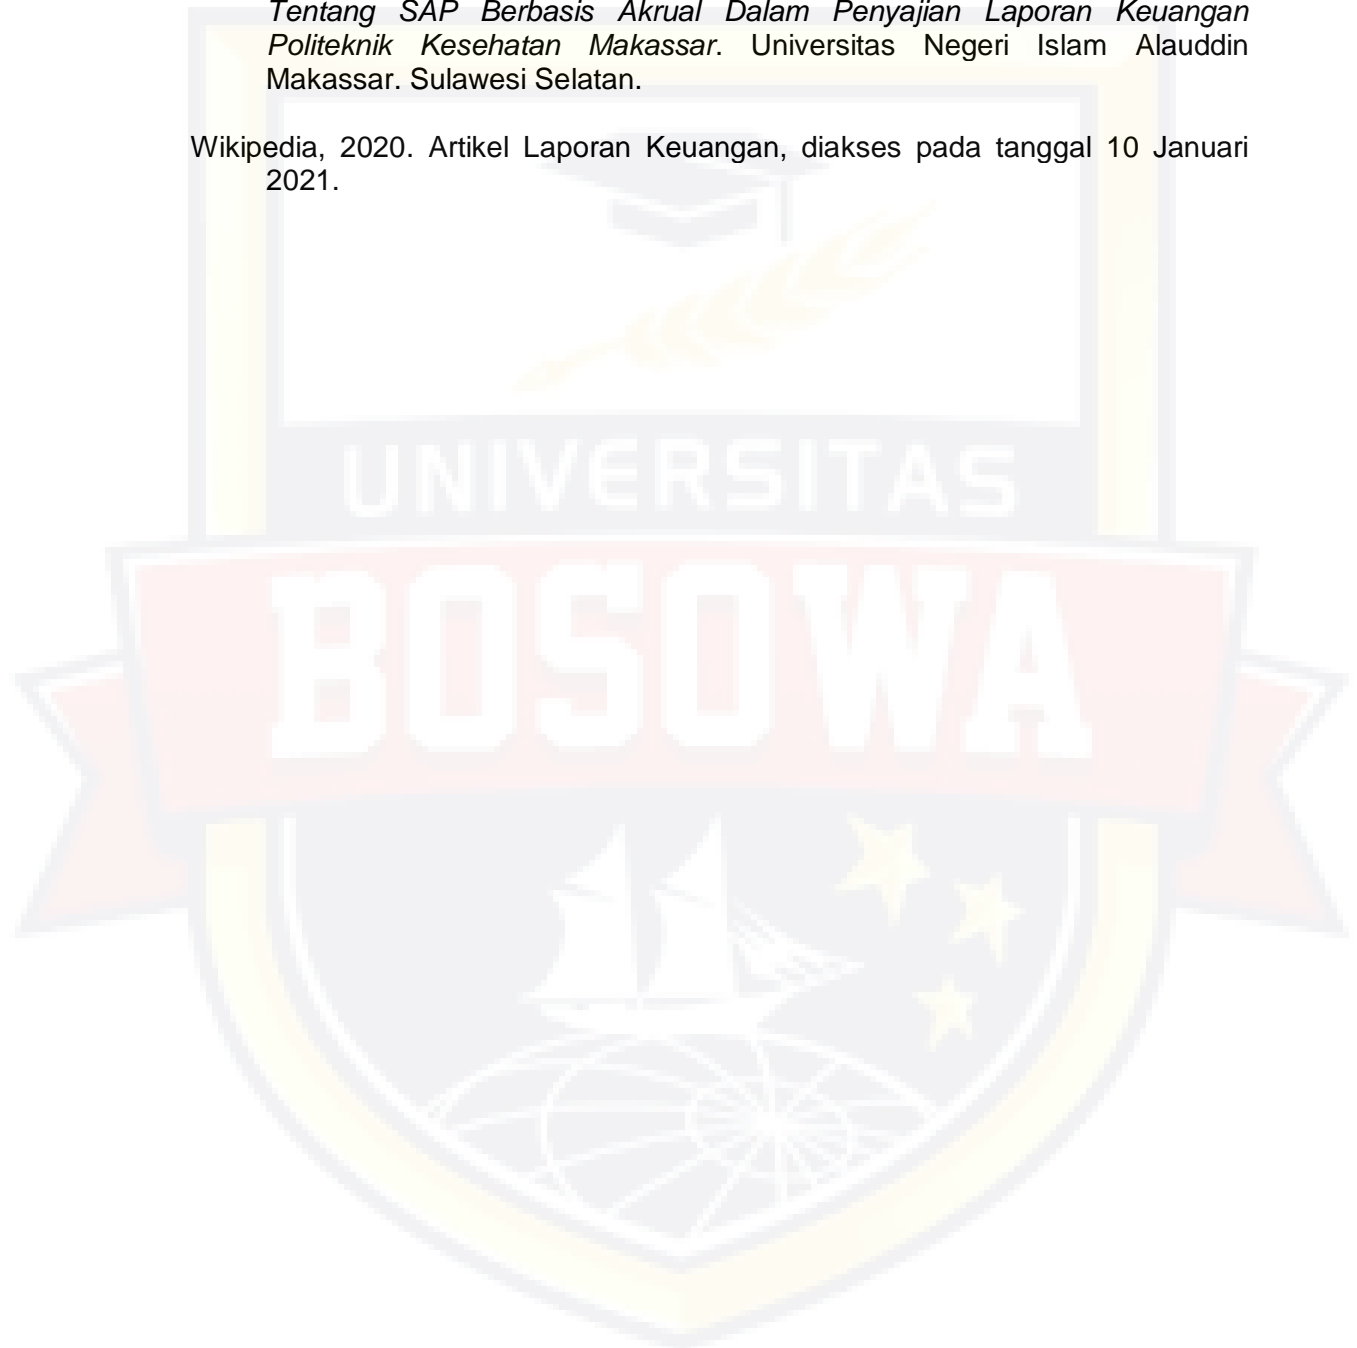 Tentang SAP Berbasis Akrual Dalam Penyajian Laporan Keuangan
Politeknik Kesehatan Makassar. Universitas Negeri Islam Alauddin
Makassar. Sulawesi Selatan.
Wikipedia, 2020. Artikel Laporan Keuangan, diakses pada tanggal 10 Januari
2021.
UNIVERSITAS
BOSOWA